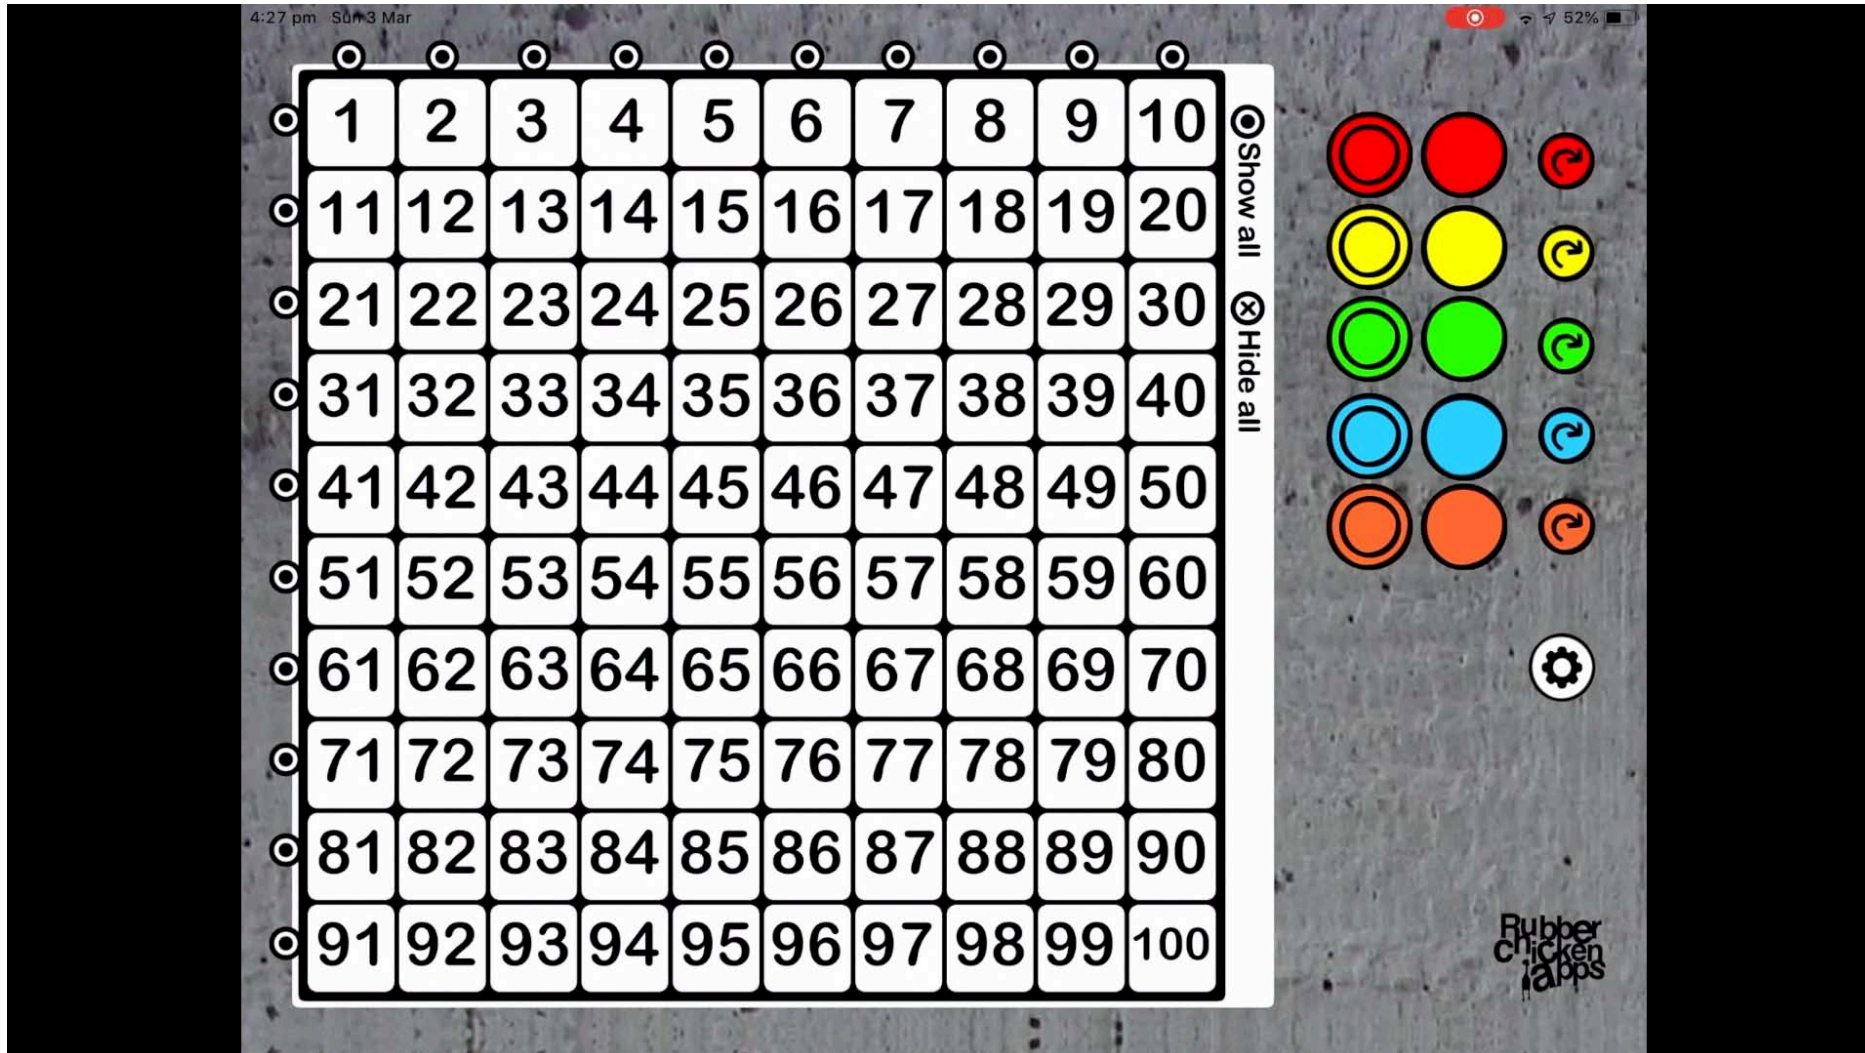 4:27 pm Sun 3 Mar 52%
1 2 3 4 5 6 7 8 9 10
11 12 13 14 15 16 17 18 19 20
21 22 23 24 25 26 27 28 29 30
31 32 33 34 35 36 37 38 39 40
41 42 43 44 45 46 47 48 49 50
51 52 53 54 55 56 57 58 59 60
61 62 63 64 65 66 67 68 69 70
71 72 73 74 75 76 77 78 79 80
81 82 83 84 85 86 87 88 89 90
91 92 93 94 95 96 97 98 99 100
Show all
Hide all
Rubber
Chicken
apps